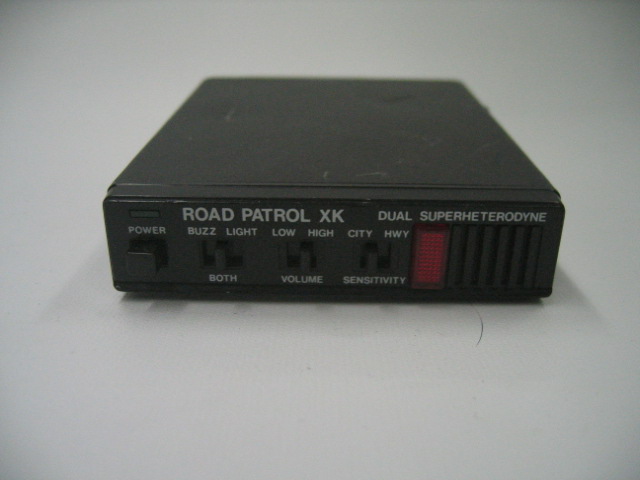 ROAD PATROL XK DUAL SUPERHETERODYNE
POWER BUZZ LIGHT LOW HIGH CITY HWY
BOTH VOLUME SENSITIVITY